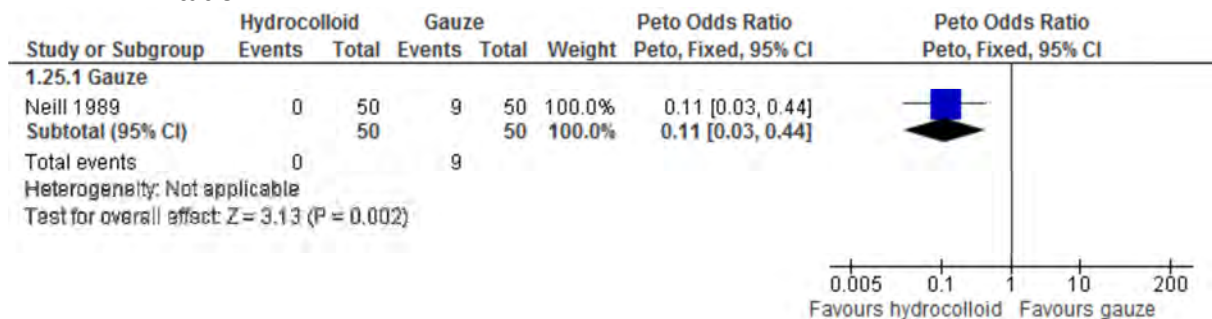 Hydrocolloid Gauze Peto Odds Ratio Peto Odds Ratio
Study or Subgroup Events Total Events Total Weight Peto, Fixed, 95% CI Peto, Fixed, 95% CI
1.25.1 Gauze
Neill 1989 0 50 9 50 100.0% 0.11 [0.03, 0.44]
Subtotal (95% CI) 50 50 100.0% 0.11 [0.03, 0.44]
Total events 0 9
Heterogeneity: Not applicable
Test for overall effect: Z = 3.13 (P = 0.002)
0.005 0.1 1 10 200
Favours hydrocolloid Favours gauze